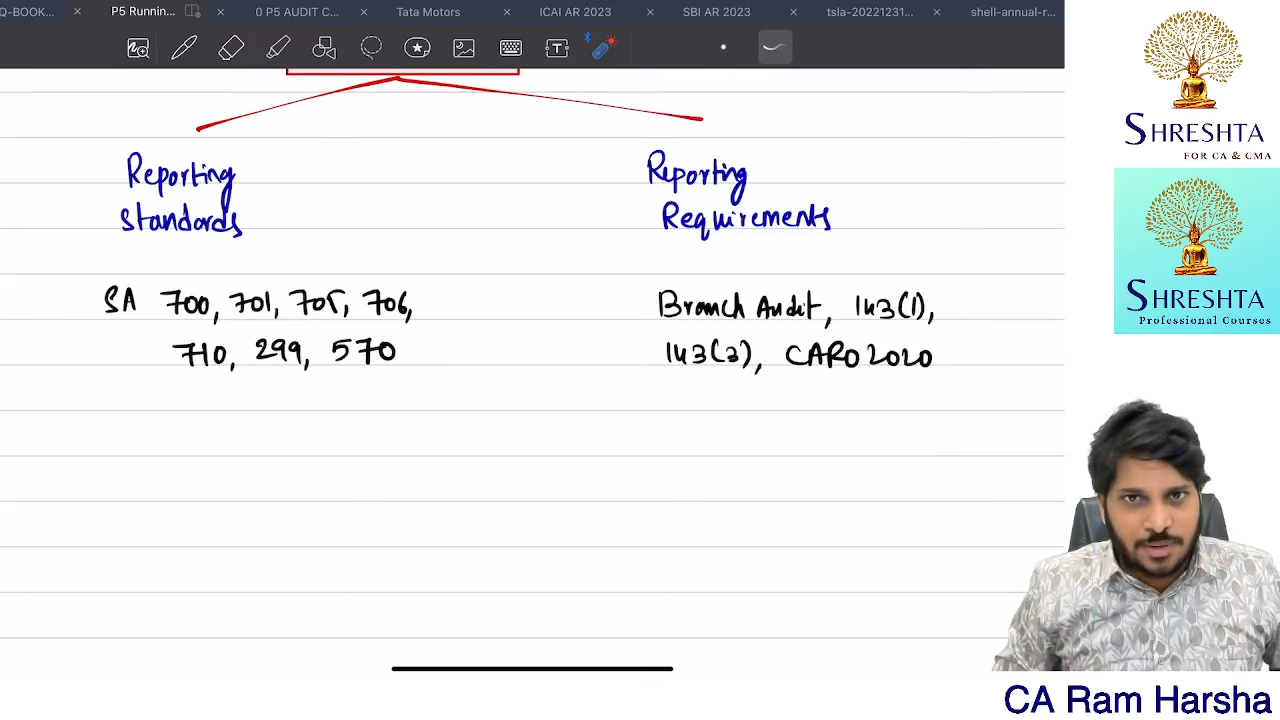 Q-BOOK...
P5 Runnin...
0 P5 AUDIT C...
Tata Motors
ICAI AR 2023
SBI AR 2023
tsla-20221231...
shell-annual-r...
Reporting
Standards
SA 700, 701, 705, 706,
710, 299, 570
Reporting
Requirements
Branch Audit, 143(1),
143(3), CARO 2020
SHRESHTA
FOR CA & CMA
SHRESHTA
Professional Courses
CA Ram Harsha